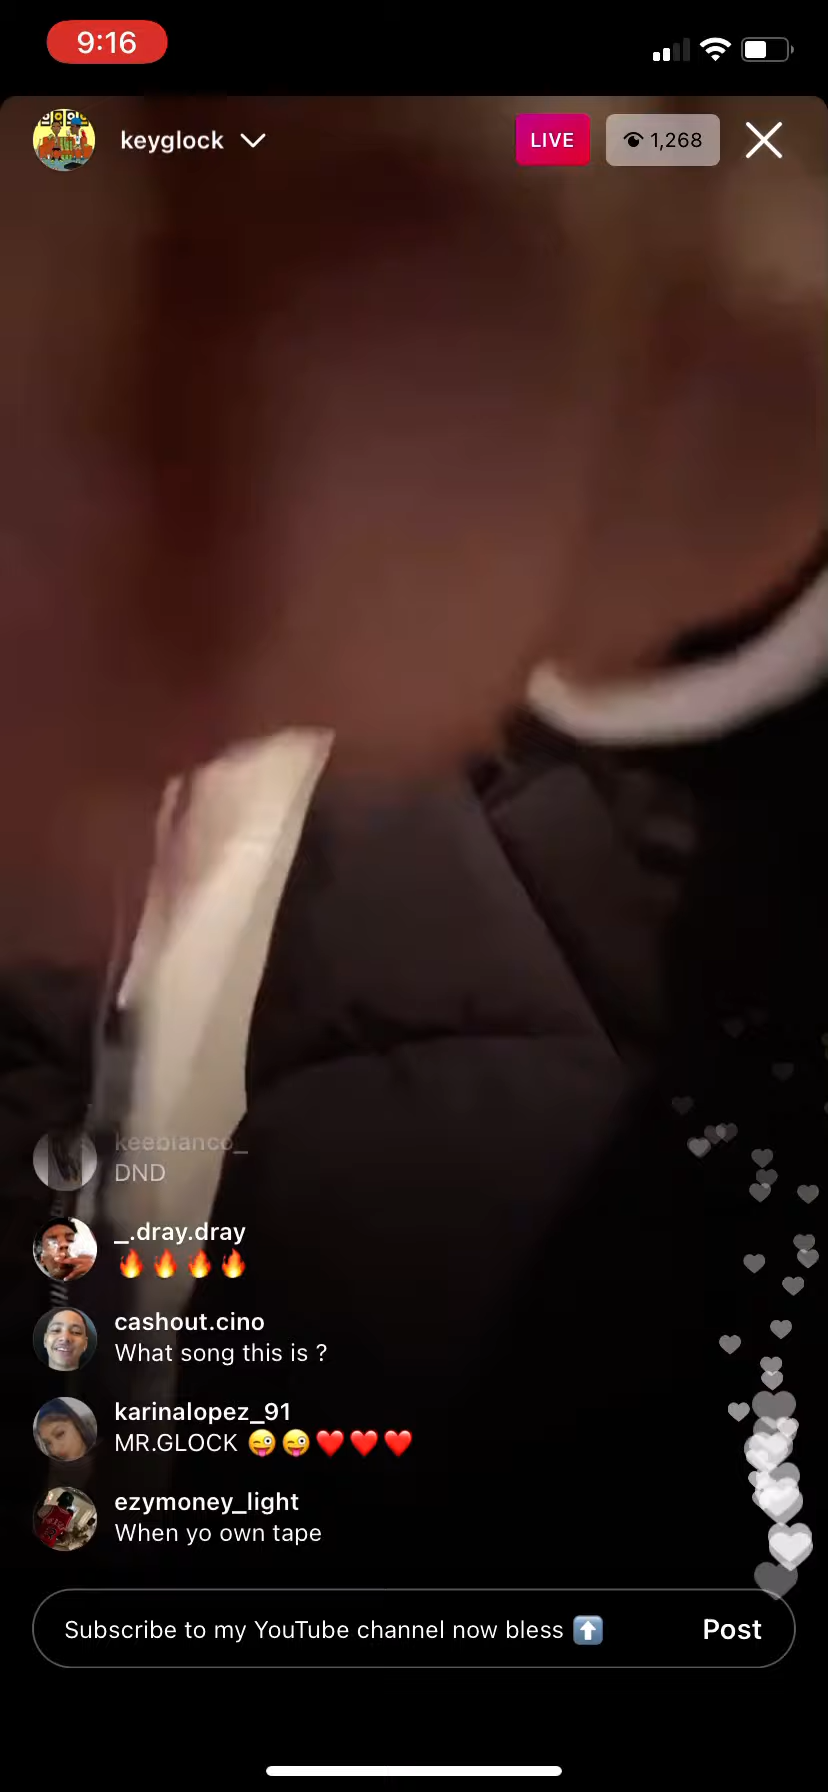 9:16
keyglock
LIVE
1,268
keebianco_
DND
_.dray.dray
🔥🔥🔥🔥
cashout.cino
What song this is ?
karinalopez_91
MR.GLOCK 😜😜❤️❤️❤️
ezymoney_light
When yo own tape
Subscribe to my YouTube channel now bless ⬆️
Post